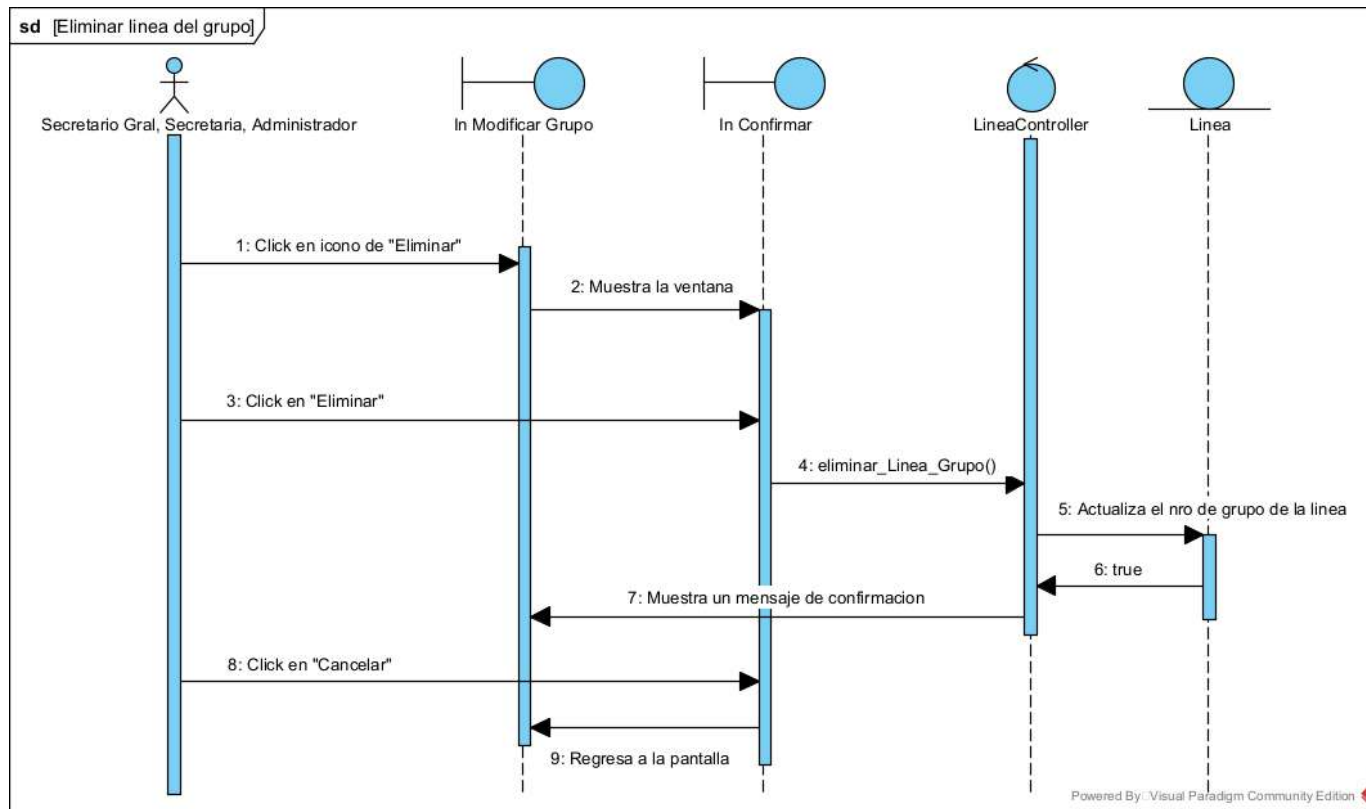 sd [Eliminar linea del grupo]
Secretario Gral, Secretaria, Administrador
In Modificar Grupo
In Confirmar
LineaController
Linea
1: Click en icono de "Eliminar"
2: Muestra la ventana
3: Click en "Eliminar"
4: eliminar_Linea_Grupo()
5: Actualiza el nro de grupo de la linea
6: true
7: Muestra un mensaje de confirmacion
8: Click en "Cancelar"
9: Regresa a la pantalla
Powered By Visual Paradigm Community Edition